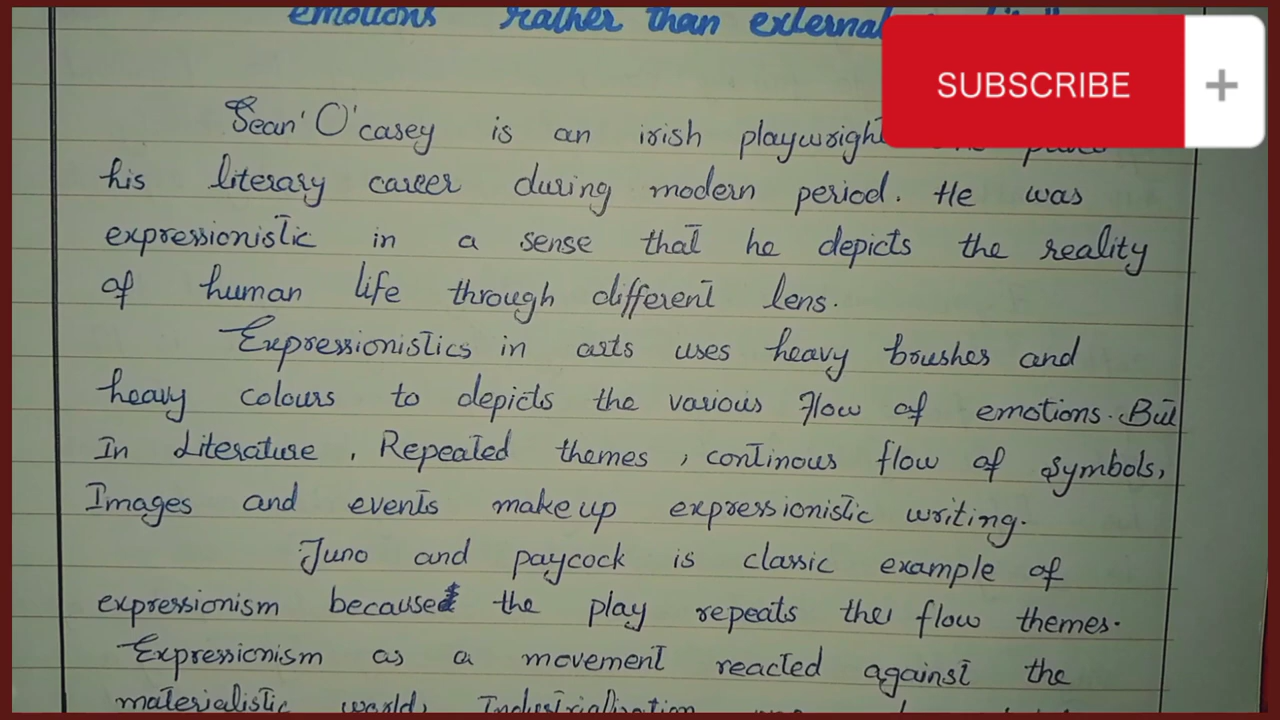 emotions rather than external
SUBSCRIBE +
Sean' O'casey is an irish playwright
his literary career during modern period. He was
expressionistic in a sense that he depicts the reality
of human life through different lens.
Expressionistics in arts uses heavy brushes and
heavy colours to depicts the various flow of emotions. But
In Literature, Repeated themes, continous flow of symbols,
Images and events make up expressionistic writing.
Juno and paycock is classic example of
expressionism because the play repeats the flow themes.
Expressionism as a movement reacted against the
materialistic world, Industrialization